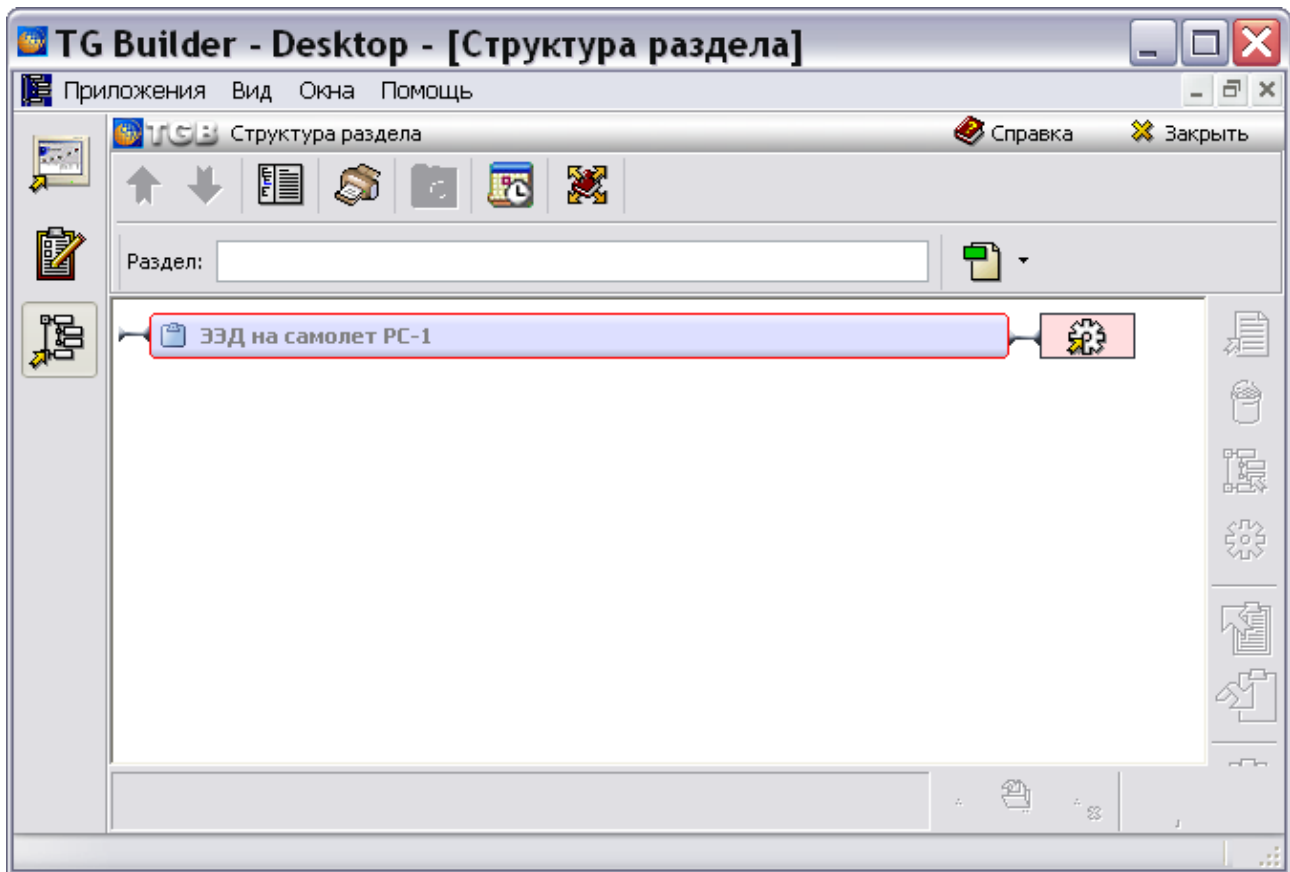 TG Builder - Desktop - [Структура раздела]
Приложения Вид Окна Помощь
TGB Структура раздела Справка Закрыть
Раздел:
ЭЭД на самолет РС-1